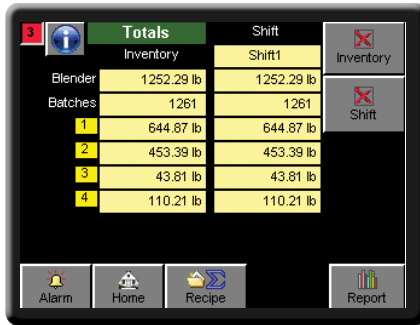 3
Totals
Shift
Inventory
Shift1
Inventory
Blender 1252.29 lb 1252.29 lb
Batches 1261 1261
Shift
1 644.87 lb 644.87 lb
2 453.39 lb 453.39 lb
3 43.81 lb 43.81 lb
4 110.21 lb 110.21 lb
Alarm Home Recipe Report